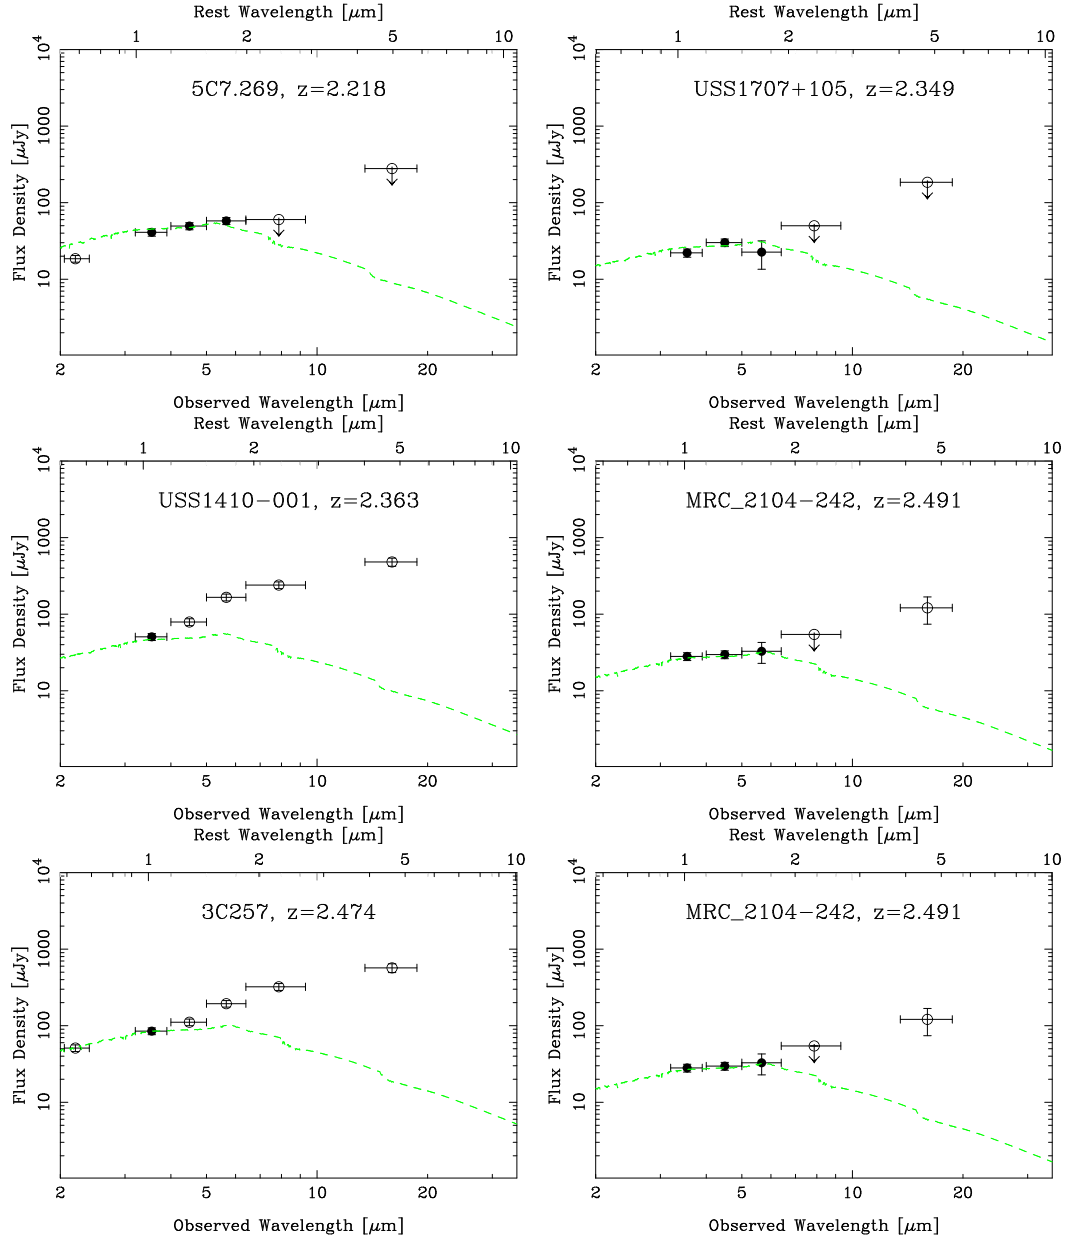 Rest Wavelength [μm]
1 2 5 10
10⁴
1000
100
10
Flux Density [μJy]
5C7.269, z=2.218
2 5 10 20
Observed Wavelength [μm]
Rest Wavelength [μm]
1 2 5 10
10⁴
1000
100
10
Flux Density [μJy]
USS1707+105, z=2.349
2 5 10 20
Observed Wavelength [μm]
Rest Wavelength [μm]
1 2 5 10
10⁴
1000
100
10
Flux Density [μJy]
USS1410−001, z=2.363
2 5 10 20
Observed Wavelength [μm]
Rest Wavelength [μm]
1 2 5 10
10⁴
1000
100
10
Flux Density [μJy]
MRC_2104−242, z=2.491
2 5 10 20
Observed Wavelength [μm]
Rest Wavelength [μm]
1 2 5 10
10⁴
1000
100
10
Flux Density [μJy]
3C257, z=2.474
2 5 10 20
Observed Wavelength [μm]
Rest Wavelength [μm]
1 2 5 10
10⁴
1000
100
10
Flux Density [μJy]
MRC_2104−242, z=2.491
2 5 10 20
Observed Wavelength [μm]